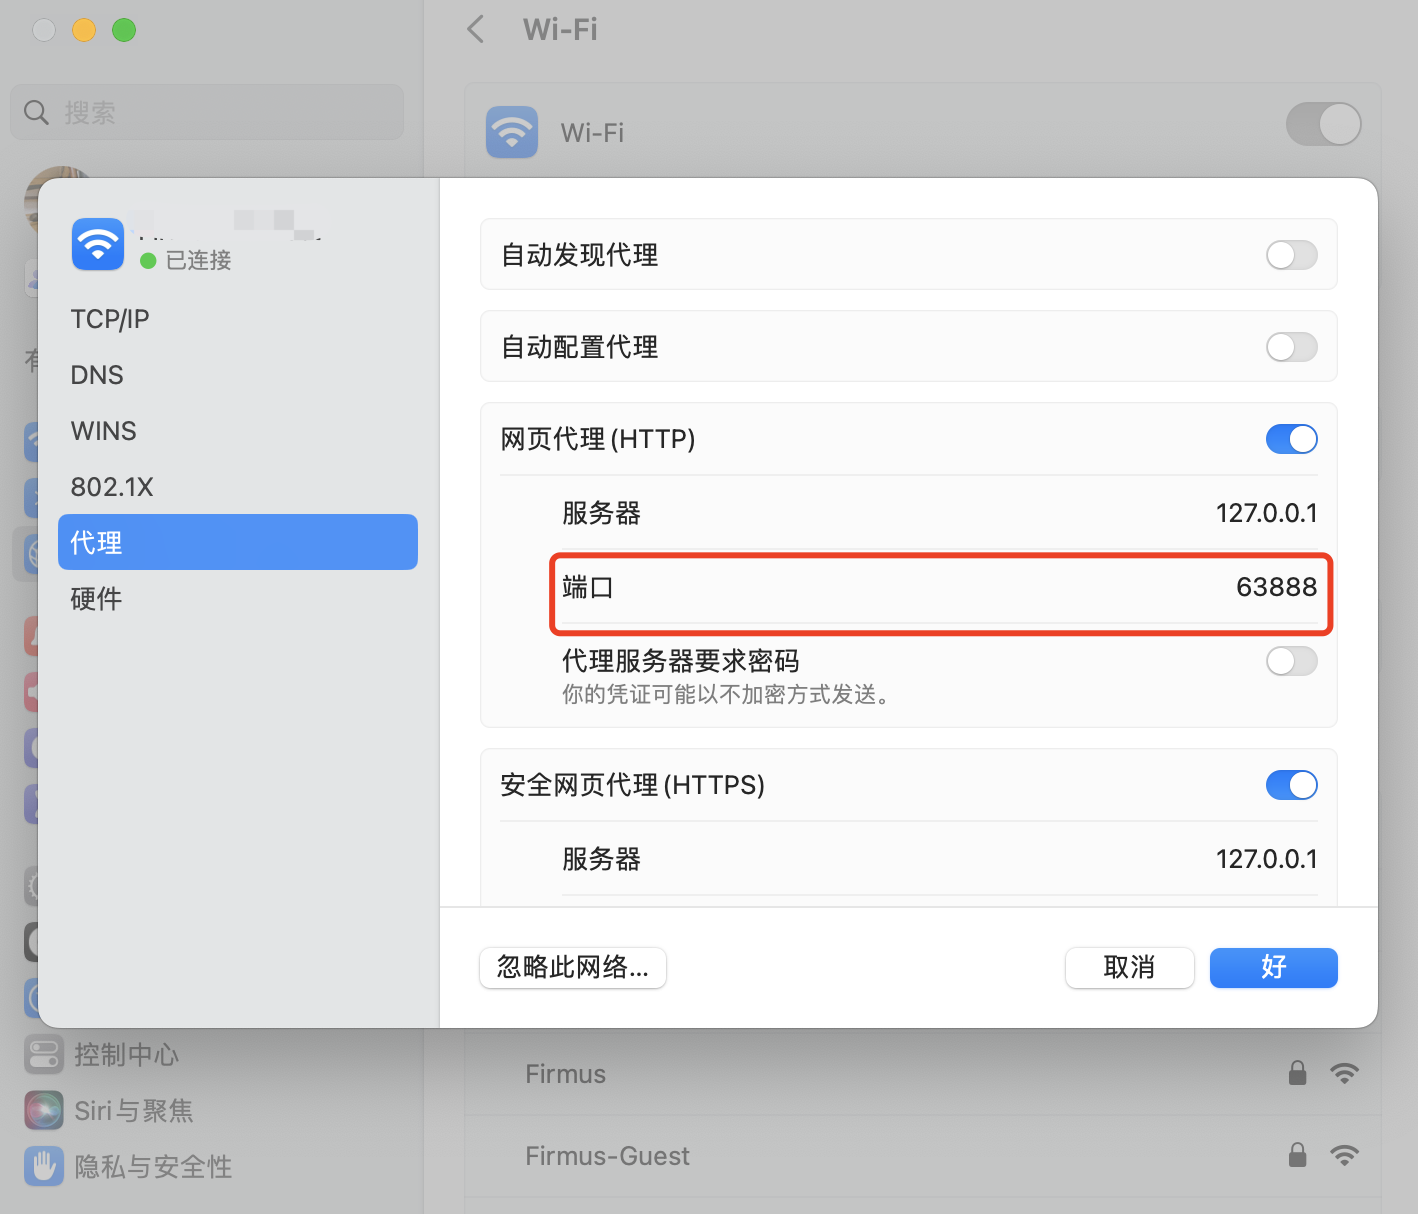 Wi-Fi
搜索
Wi-Fi
已连接
TCP/IP
DNS
WINS
802.1X
代理
硬件
自动发现代理
自动配置代理
网页代理(HTTP)
服务器 127.0.0.1
端口 63888
代理服务器要求密码
你的凭证可能以不加密方式发送。
安全网页代理(HTTPS)
服务器 127.0.0.1
忽略此网络...
取消
好
控制中心
Siri与聚焦
隐私与安全性
Firmus
Firmus-Guest